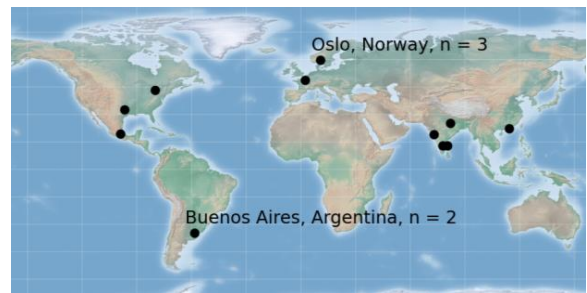 Oslo, Norway, n = 3
Buenos Aires, Argentina, n = 2